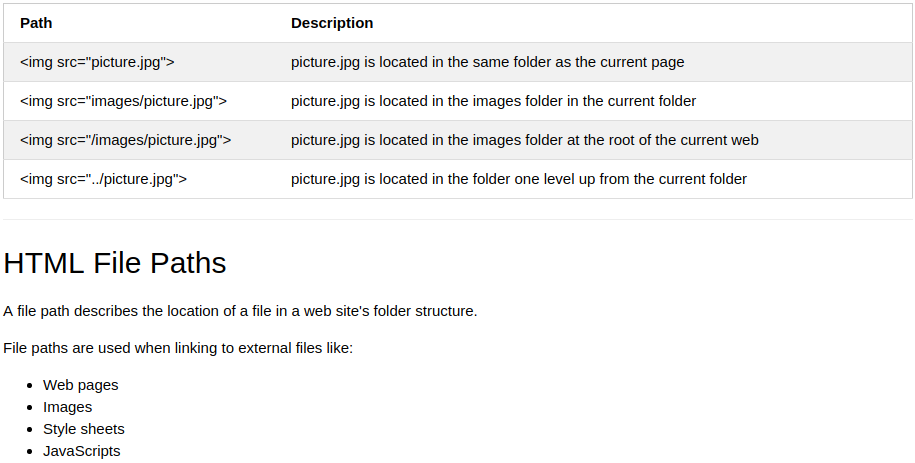 Path Description
<img src="picture.jpg"> picture.jpg is located in the same folder as the current page
<img src="images/picture.jpg"> picture.jpg is located in the images folder in the current folder
<img src="/images/picture.jpg"> picture.jpg is located in the images folder at the root of the current web
<img src="../picture.jpg"> picture.jpg is located in the folder one level up from the current folder
HTML File Paths
A file path describes the location of a file in a web site's folder structure.
File paths are used when linking to external files like:
• Web pages
• Images
• Style sheets
• JavaScripts